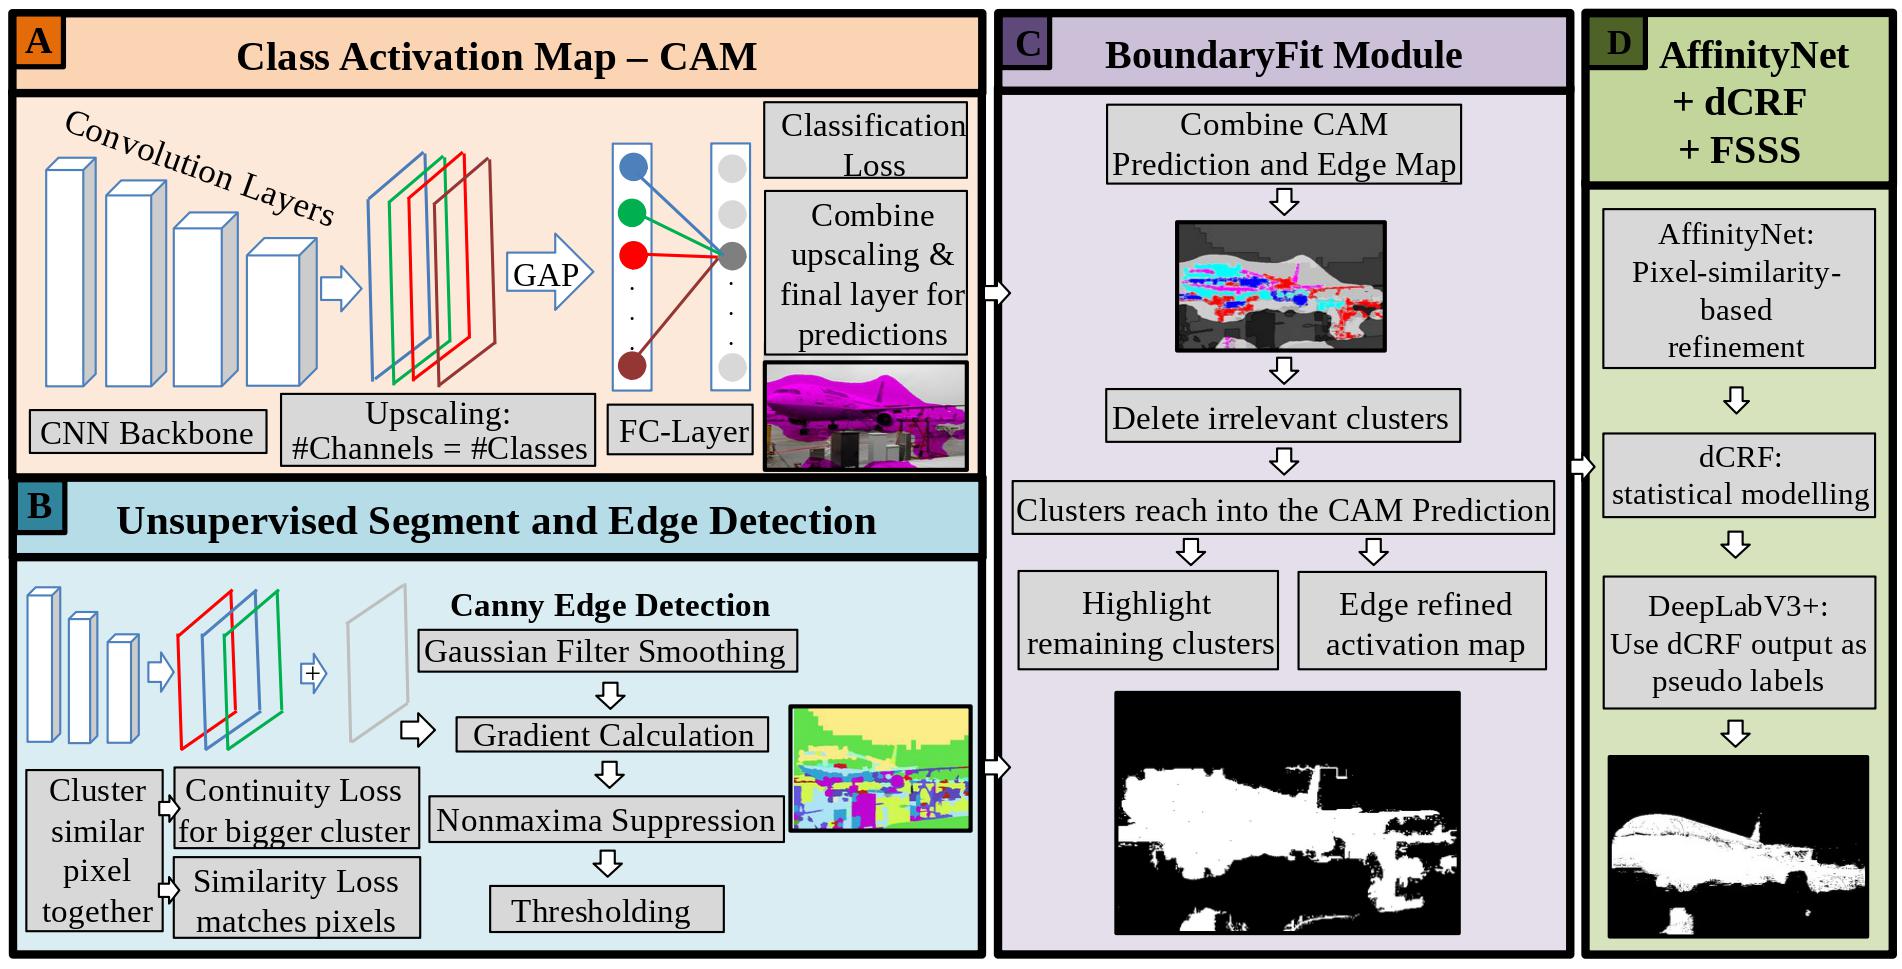 A
Class Activation Map – CAM
Convolution Layers
GAP
Classification
Loss
Combine
upscaling &
final layer for
predictions
CNN Backbone
Upscaling:
#Channels = #Classes
FC-Layer
B
Unsupervised Segment and Edge Detection
+
Cluster
similar
pixel
together
Continuity Loss
for bigger cluster
Similarity Loss
matches pixels
Canny Edge Detection
Gaussian Filter Smoothing
Gradient Calculation
Nonmaxima Suppression
Thresholding
C
BoundaryFit Module
Combine CAM
Prediction and Edge Map
Delete irrelevant clusters
Clusters reach into the CAM Prediction
Highlight
remaining clusters
Edge refined
activation map
D
AffinityNet
+ dCRF
+ FSSS
AffinityNet:
Pixel-similarity-
based
refinement
dCRF:
statistical modelling
DeepLabV3+:
Use dCRF output as
pseudo labels